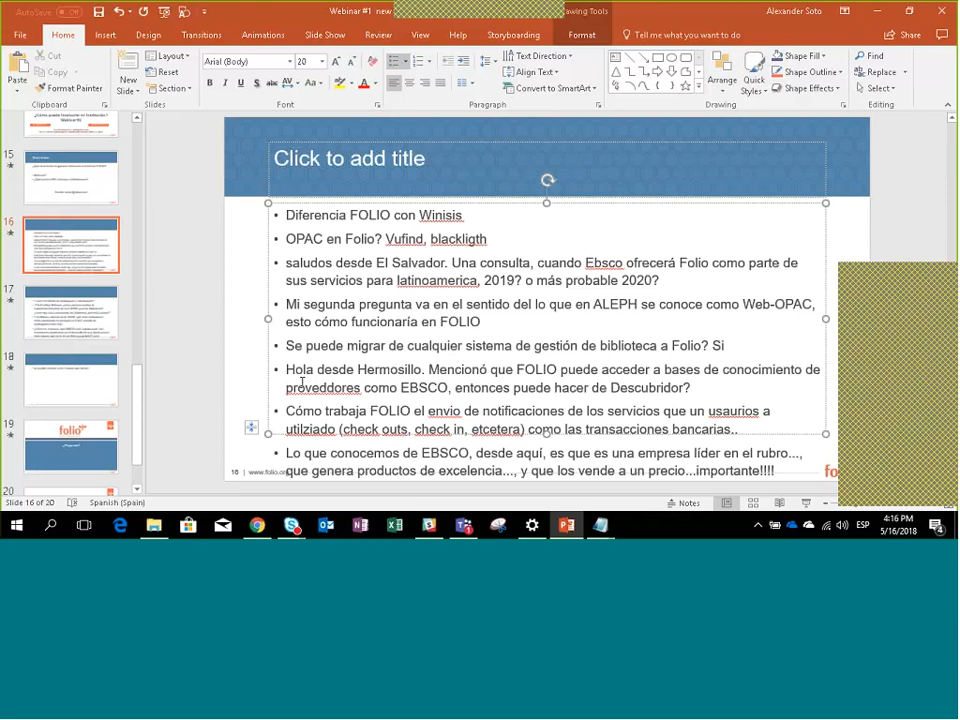 AutoSave Off
Webinar #1 new
awing Tools
Alexander Soto
File Home Insert Design Transitions Animations Slide Show Review View Help Storyboarding Format Tell me what you want to do Share
Paste
Cut
Copy
Format Painter
New
Slide
Layout
Reset
Section
Arial (Body) 20
Text Direction
Align Text
Convert to SmartArt
Arrange
Quick
Styles
Shape Fill
Shape Outline
Shape Effects
Find
Replace
Select
Clipboard Slides Font Paragraph Drawing Editing
15
16
17
18
19
20
folio
Click to add title
• Diferencia FOLIO con Winisis
• OPAC en Folio? Vufind, blackligth
• saludos desde El Salvador. Una consulta, cuando Ebsco ofrecerá Folio como parte de
sus servicios para latinoamerica, 2019? o más probable 2020?
• Mi segunda pregunta va en el sentido del lo que en ALEPH se conoce como Web-OPAC,
esto cómo funcionaría en FOLIO
• Se puede migrar de cualquier sistema de gestión de biblioteca a Folio? Si
• Hola desde Hermosillo. Mencionó que FOLIO puede acceder a bases de conocimiento de
proveddores como EBSCO, entonces puede hacer de Descubridor?
• Cómo trabaja FOLIO el envio de notificaciones de los servicios que un usaurios a
utilziado (check outs, check in, etcetera) como las transacciones bancarias..
• Lo que conocemos de EBSCO, desde aquí, es que es una empresa líder en el rubro...,
que genera productos de excelencia..., y que los vende a un precio...importante!!!!
16 | www.folio.or
fo
Slide 16 of 20 Spanish (Spain) Notes
ESP
4:16 PM
5/16/2018
4